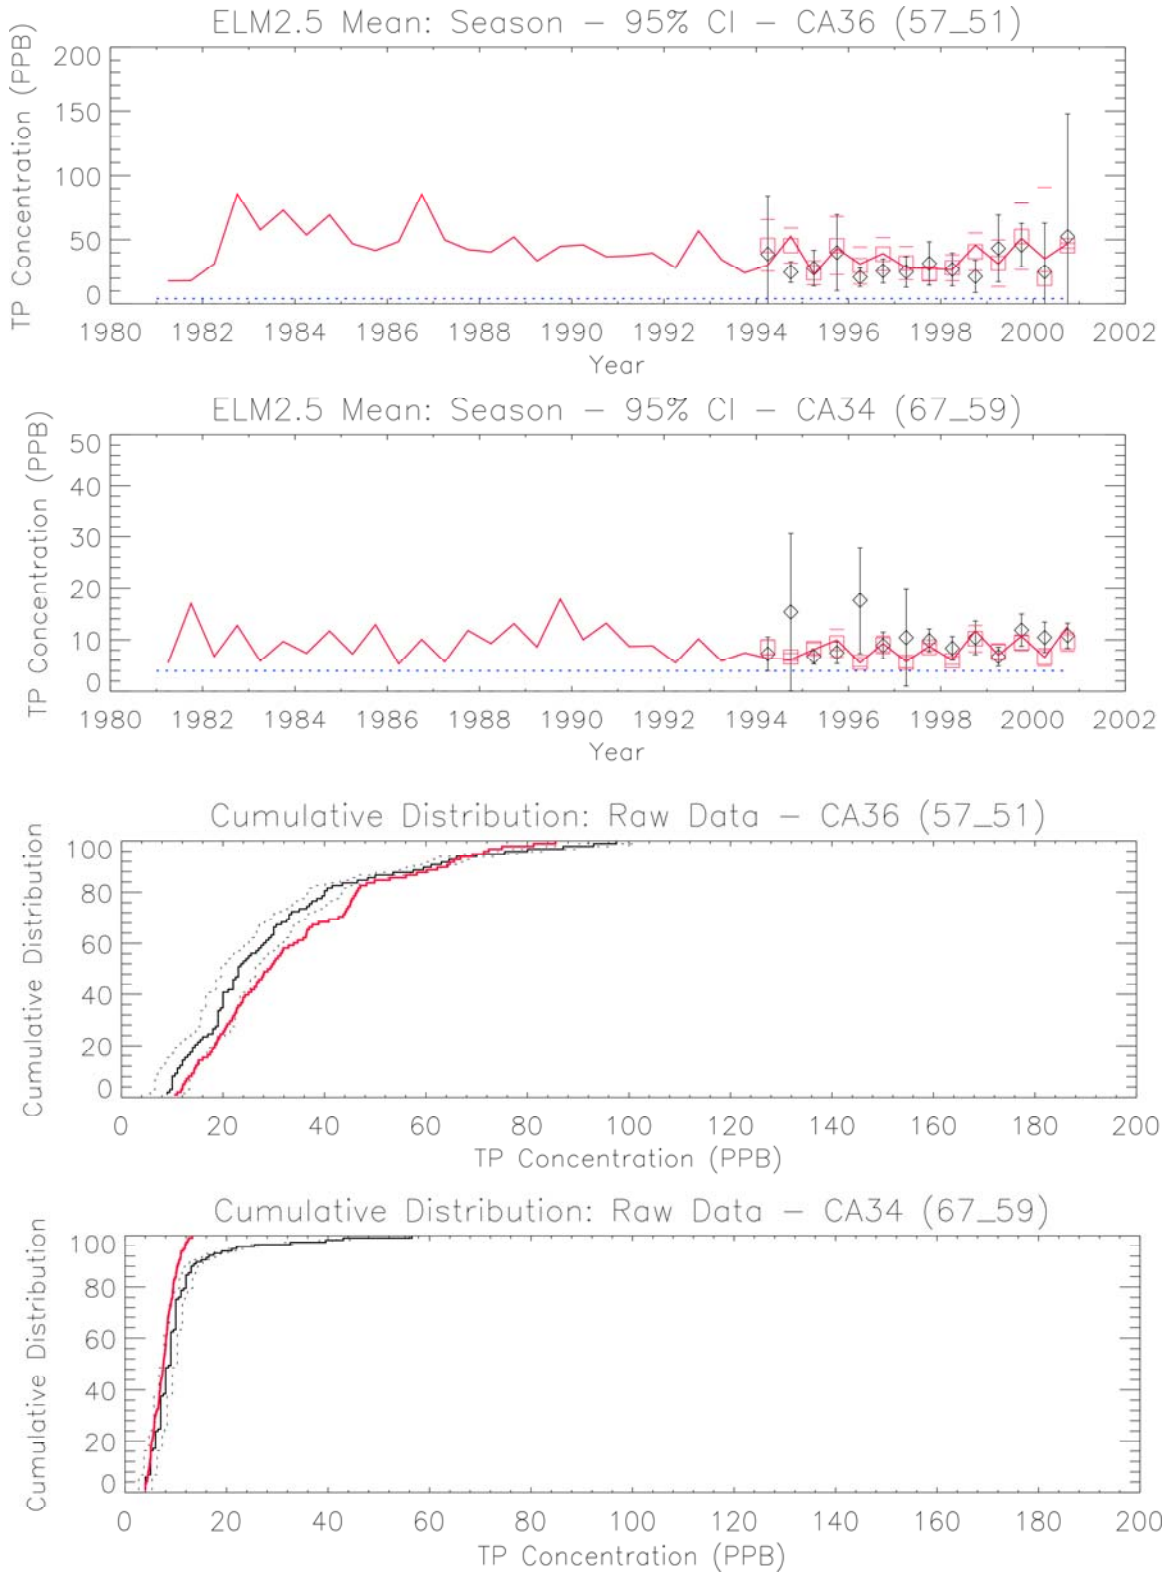 ELM2.5 Mean: Season – 95% CI – CA36 (57_51)
TP Concentration (PPB)
200
150
100
50
0
1980 1982 1984 1986 1988 1990 1992 1994 1996 1998 2000 2002
Year
ELM2.5 Mean: Season – 95% CI – CA34 (67_59)
TP Concentration (PPB)
50
40
30
20
10
0
1980 1982 1984 1986 1988 1990 1992 1994 1996 1998 2000 2002
Year
Cumulative Distribution: Raw Data – CA36 (57_51)
Cumulative Distribution
100
80
60
40
20
0
0 20 40 60 80 100 120 140 160 180 200
TP Concentration (PPB)
Cumulative Distribution: Raw Data – CA34 (67_59)
Cumulative Distribution
100
80
60
40
20
0
0 20 40 60 80 100 120 140 160 180 200
TP Concentration (PPB)